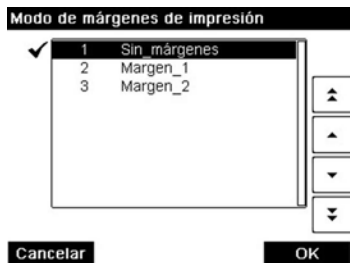 Modo de márgenes de impresión
1 Sin_márgenes
2 Margen_1
3 Margen_2
Cancelar OK